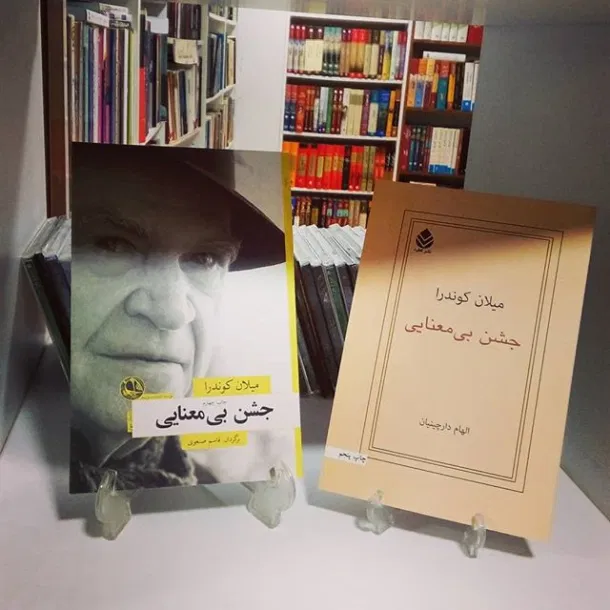 میلان کوندرا
چاپ چهارم
جشن بی‌معنایی
برگردان: قاسم صنعوی
میلان کوندرا
جشن بی‌معنایی
الهام دارچینیان
چاپ پنجم